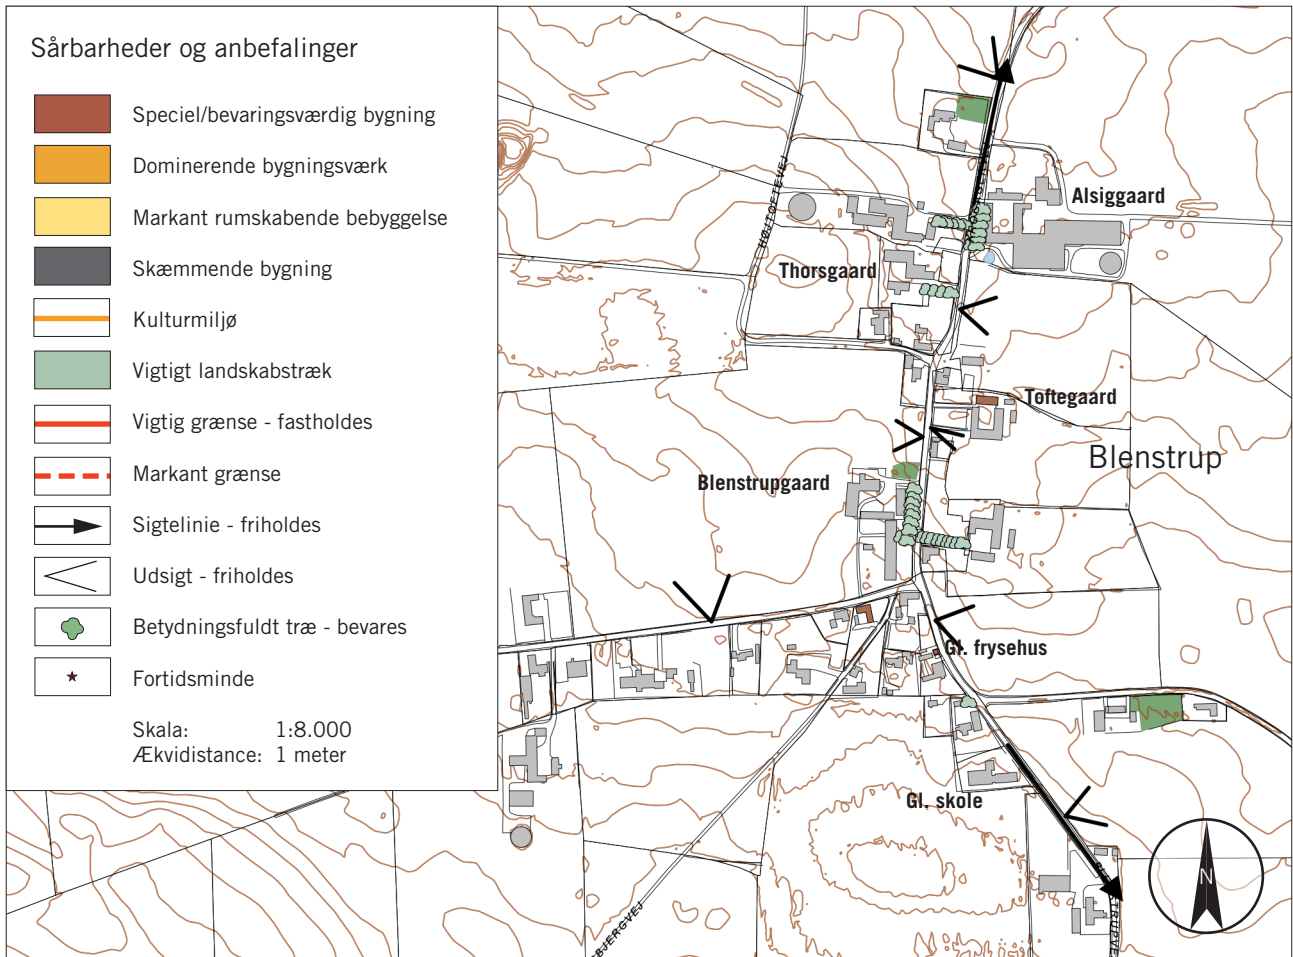 Sårbarheder og anbefalinger
Speciel/bevaringsværdig bygning
Dominerende bygningsværk
Markant rumskabende bebyggelse
Skæmmende bygning
Kulturmiljø
Vigtigt landskabstræk
Vigtig grænse - fastholdes
Markant grænse
Sigtelinie - friholdes
Udsigt - friholdes
Betydningsfuldt træ - bevares
Fortidsminde
Skala: 1:8.000
Ækvidistance: 1 meter
HØJTOFTEVEJ
Alsiggaard
Thorsgaard
Toftegaard
Blenstrup
Blenstrupgaard
Gl. frysehus
Gl. skole
BJERGVEJ
N